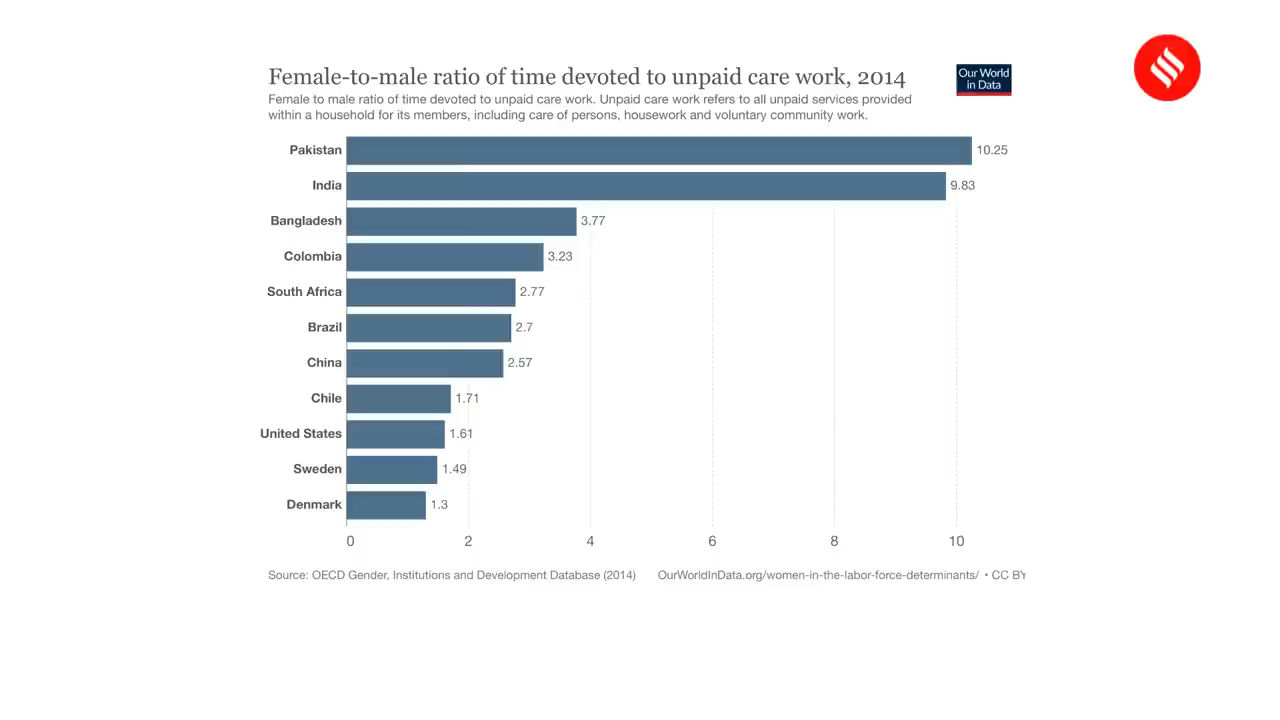 Female-to-male ratio of time devoted to unpaid care work, 2014
Our World
in Data
Female to male ratio of time devoted to unpaid care work. Unpaid care work refers to all unpaid services provided
within a household for its members, including care of persons, housework and voluntary community work.
Pakistan 10.25
India 9.83
Bangladesh 3.77
Colombia 3.23
South Africa 2.77
Brazil 2.7
China 2.57
Chile 1.71
United States 1.61
Sweden 1.49
Denmark 1.3
0 2 4 6 8 10
Source: OECD Gender, Institutions and Development Database (2014) OurWorldInData.org/women-in-the-labor-force-determinants/ • CC BY